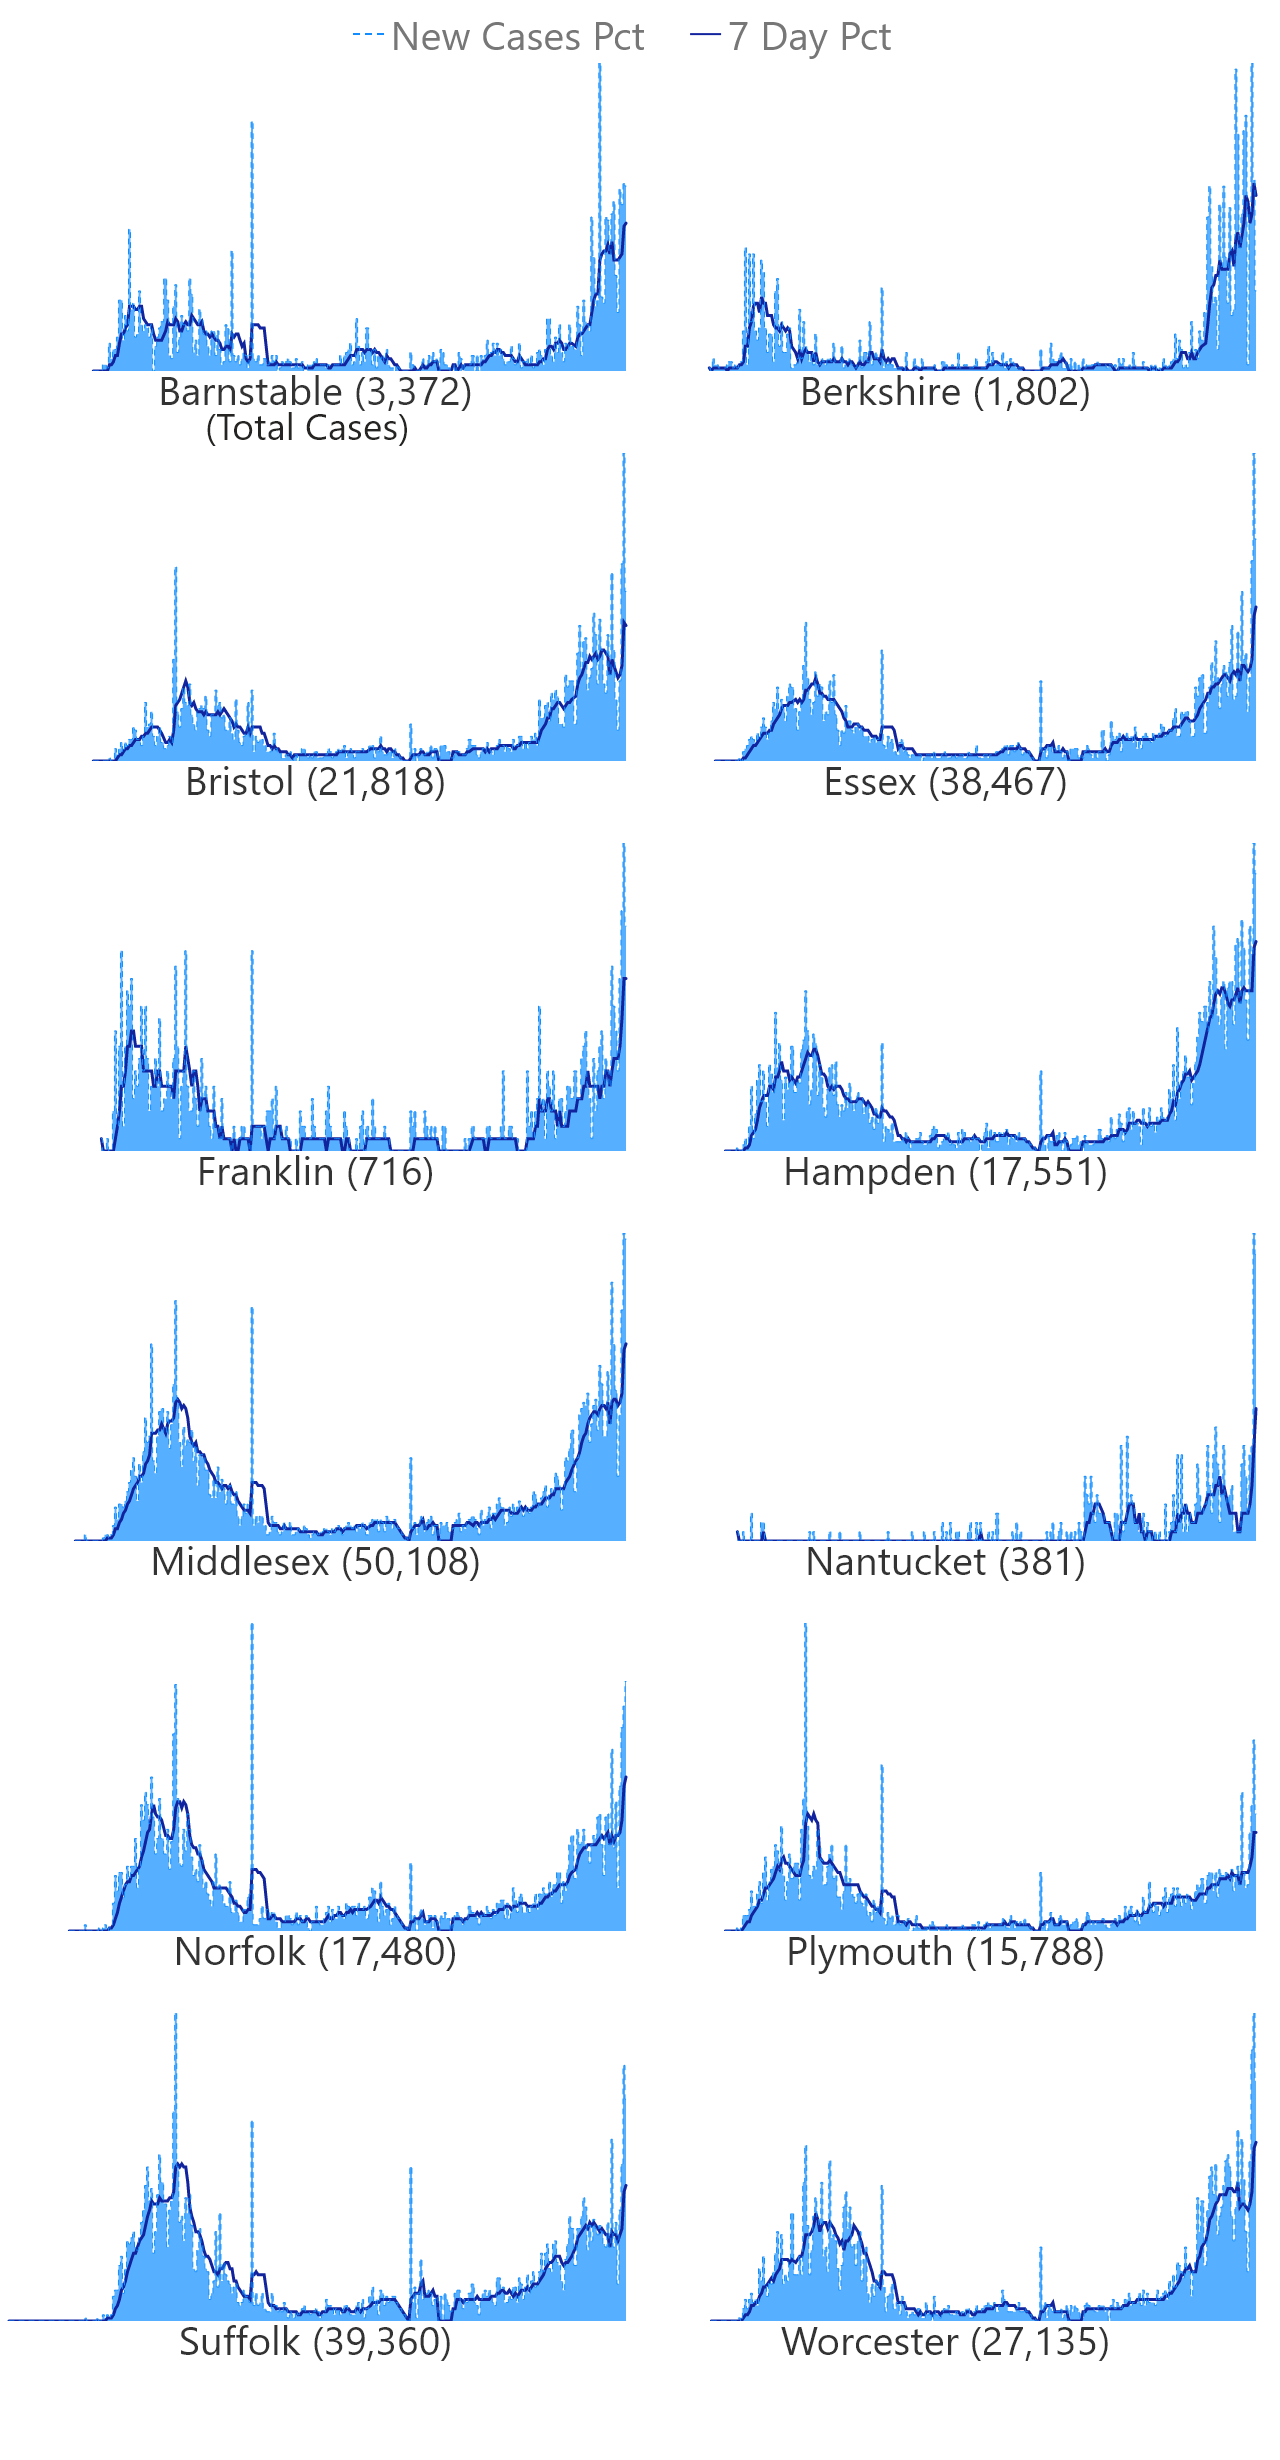 New Cases Pct 7 Day Pct
Barnstable (3,372)
(Total Cases)
Berkshire (1,802)
Bristol (21,818)
Essex (38,467)
Franklin (716)
Hampden (17,551)
Middlesex (50,108)
Nantucket (381)
Norfolk (17,480)
Plymouth (15,788)
Suffolk (39,360)
Worcester (27,135)